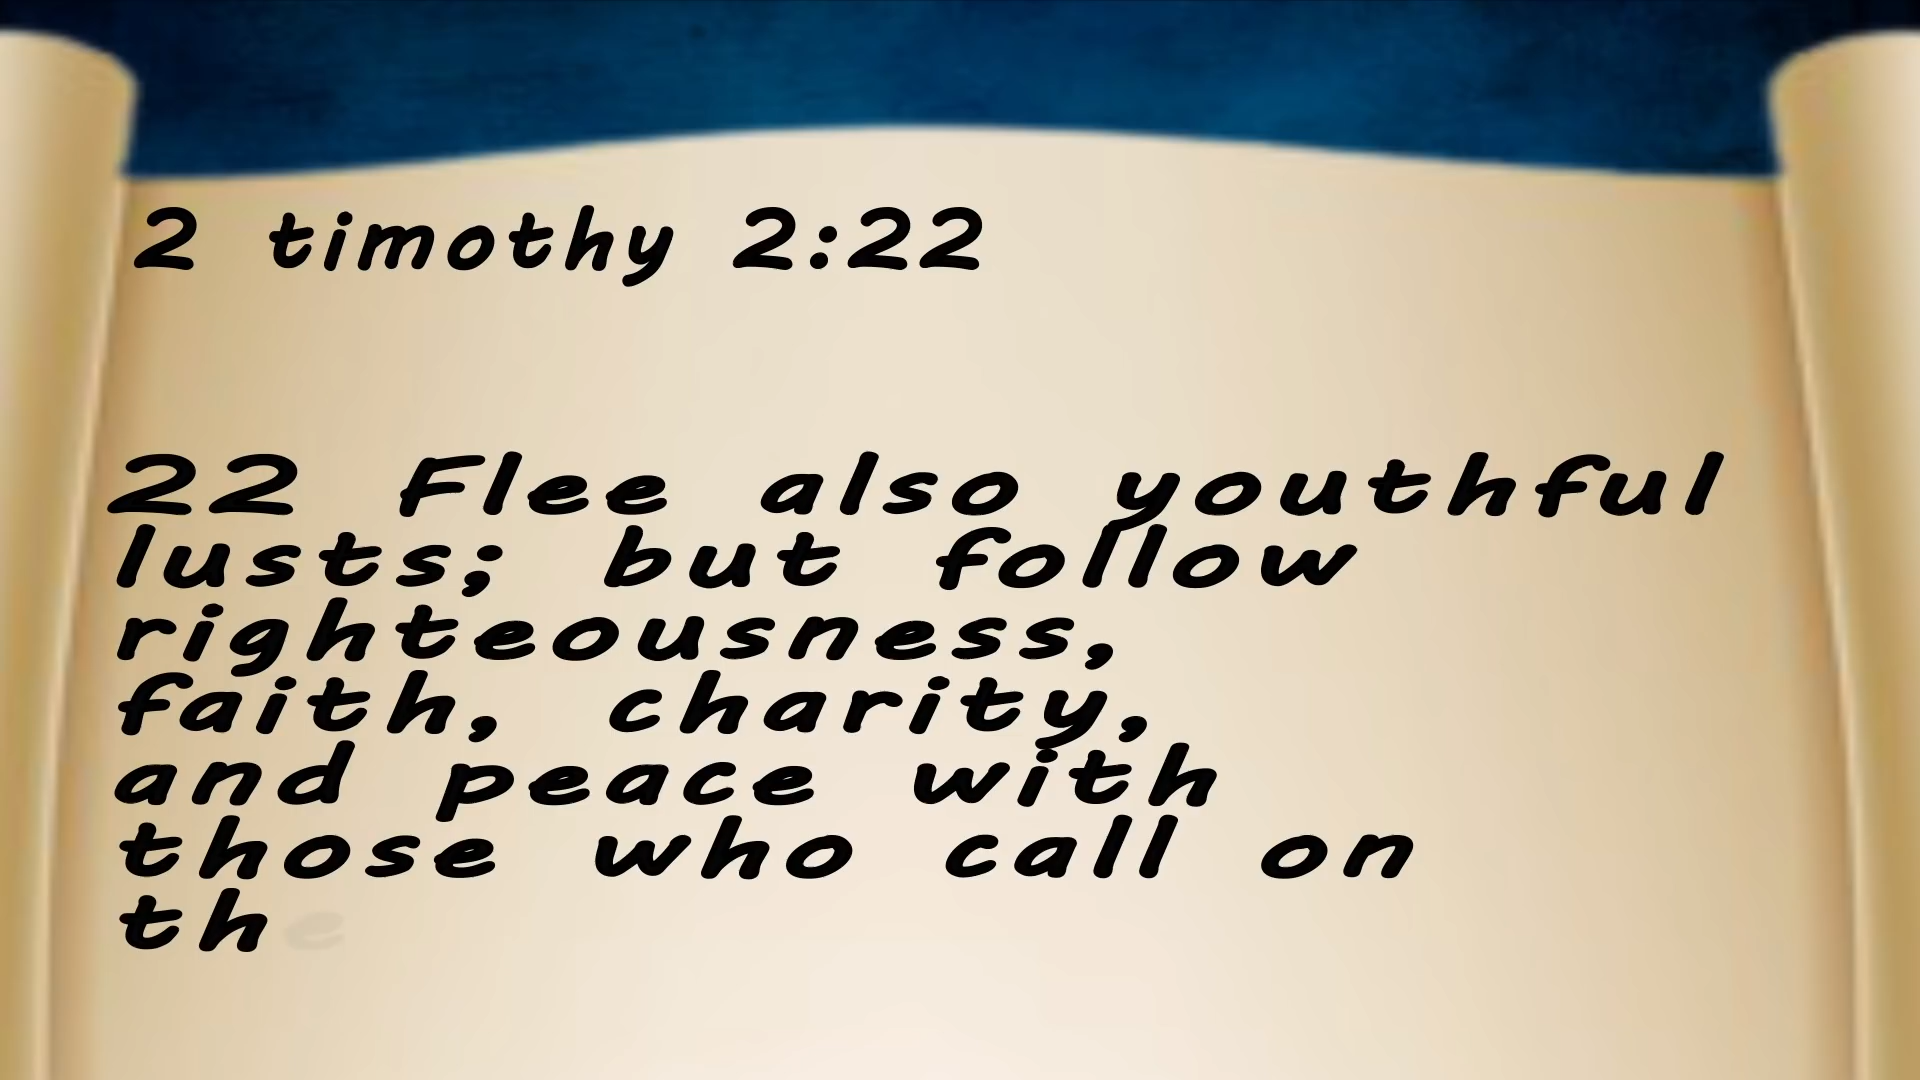 2 timothy 2:22
22 Flee also youthful
lusts; but follow
righteousness,
faith, charity,
and peace with
those who call on
the